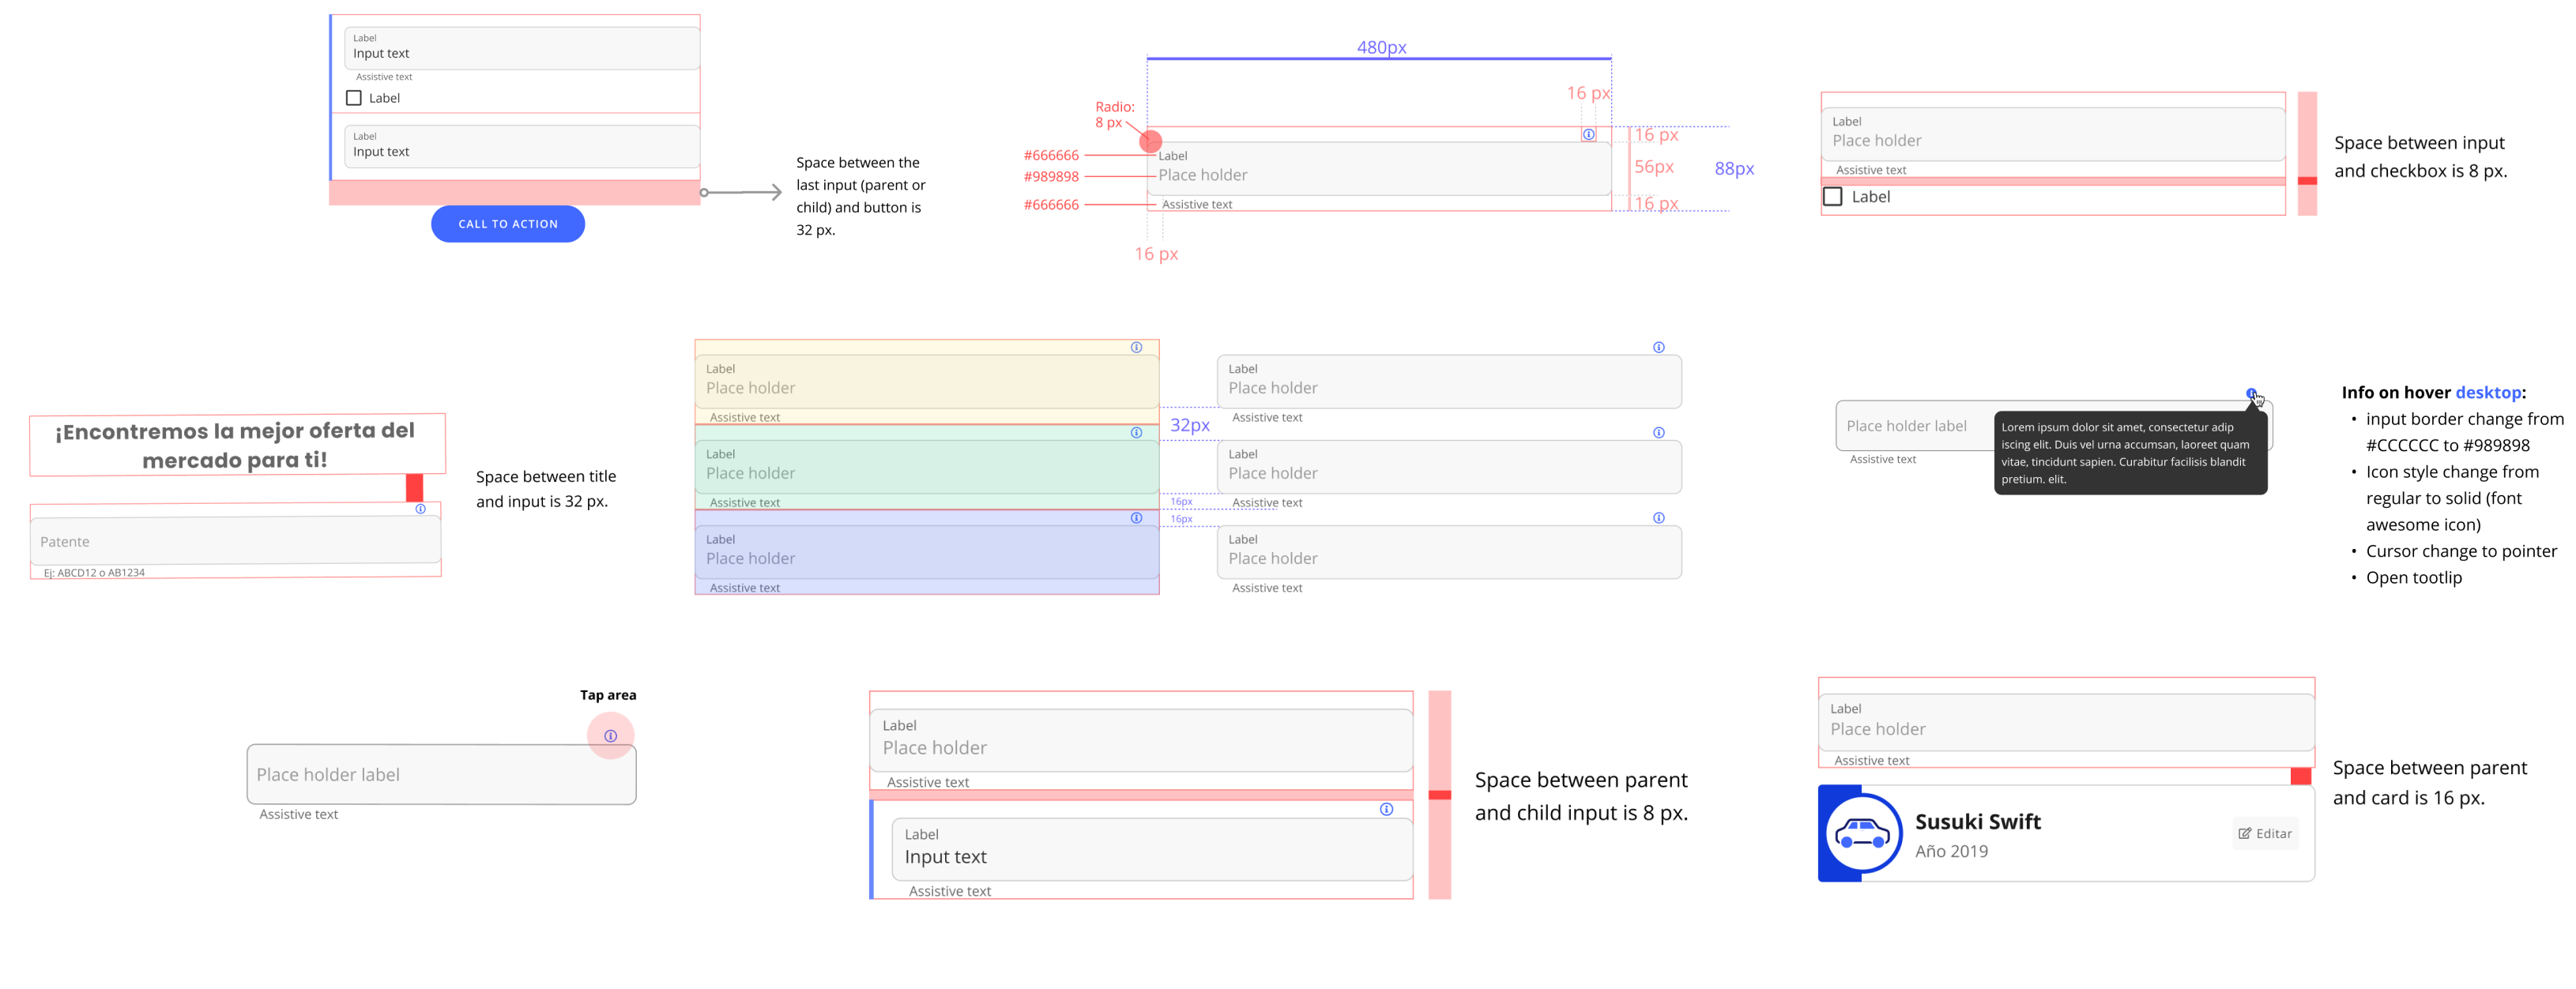 Label
Input text
Assistive text
Label
Label
Input text
CALL TO ACTION
Space between the
last input (parent or
child) and button is
32 px.
480px
16 px
Radio:
8 px
#666666
#989898
#666666
Label
Place holder
Assistive text
16 px
56px
16 px
88px
16 px
Label
Place holder
Assistive text
Label
Space between input
and checkbox is 8 px.
¡Encontremos la mejor oferta del
mercado para ti!
Patente
Ej: ABCD12 o AB1234
Space between title
and input is 32 px.
Label
Place holder
Assistive text
Label
Place holder
Assistive text
Label
Place holder
Assistive text
32px
16px
16px
Label
Place holder
Assistive text
Label
Place holder
Assistive text
Label
Place holder
Assistive text
Place holder label
Assistive text
Lorem ipsum dolor sit amet, consectetur adip
iscing elit. Duis vel urna accumsan, laoreet quam
vitae, tincidunt sapien. Curabitur facilisis blandit
pretium. elit.
Info on hover desktop:
• input border change from
#CCCCCC to #989898
• Icon style change from
regular to solid (font
awesome icon)
• Cursor change to pointer
• Open tootlip
Tap area
Place holder label
Assistive text
Label
Place holder
Assistive text
Label
Input text
Assistive text
Space between parent
and child input is 8 px.
Label
Place holder
Assistive text
Susuki Swift
Año 2019
Editar
Space between parent
and card is 16 px.